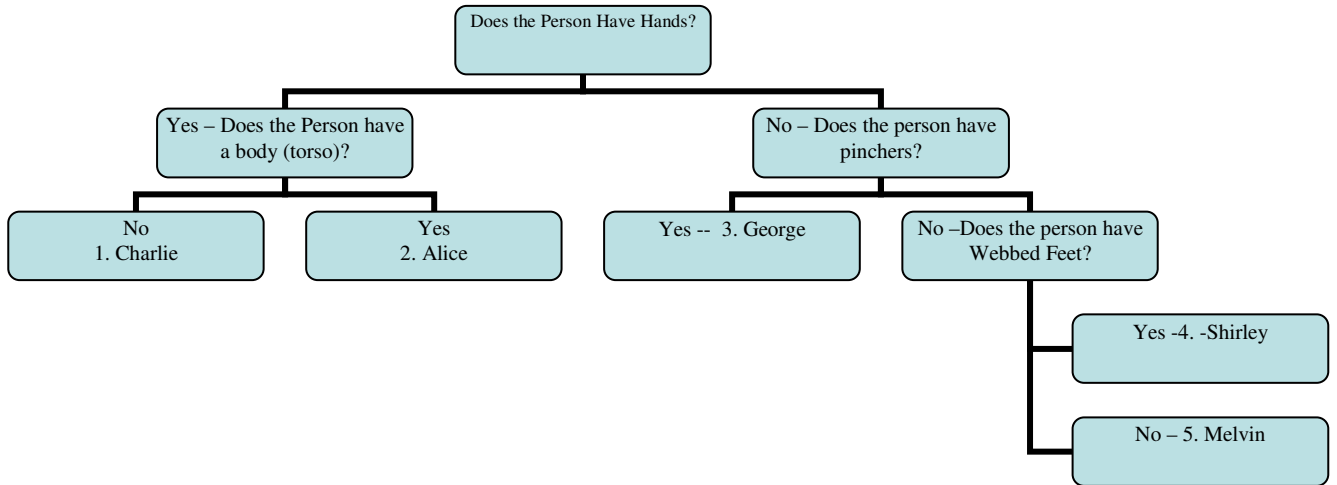 Does the Person Have Hands?
Yes – Does the Person have
a body (torso)?
No – Does the person have
pinchers?
No
1. Charlie
Yes
2. Alice
Yes -- 3. George
No –Does the person have
Webbed Feet?
Yes -4. -Shirley
No – 5. Melvin